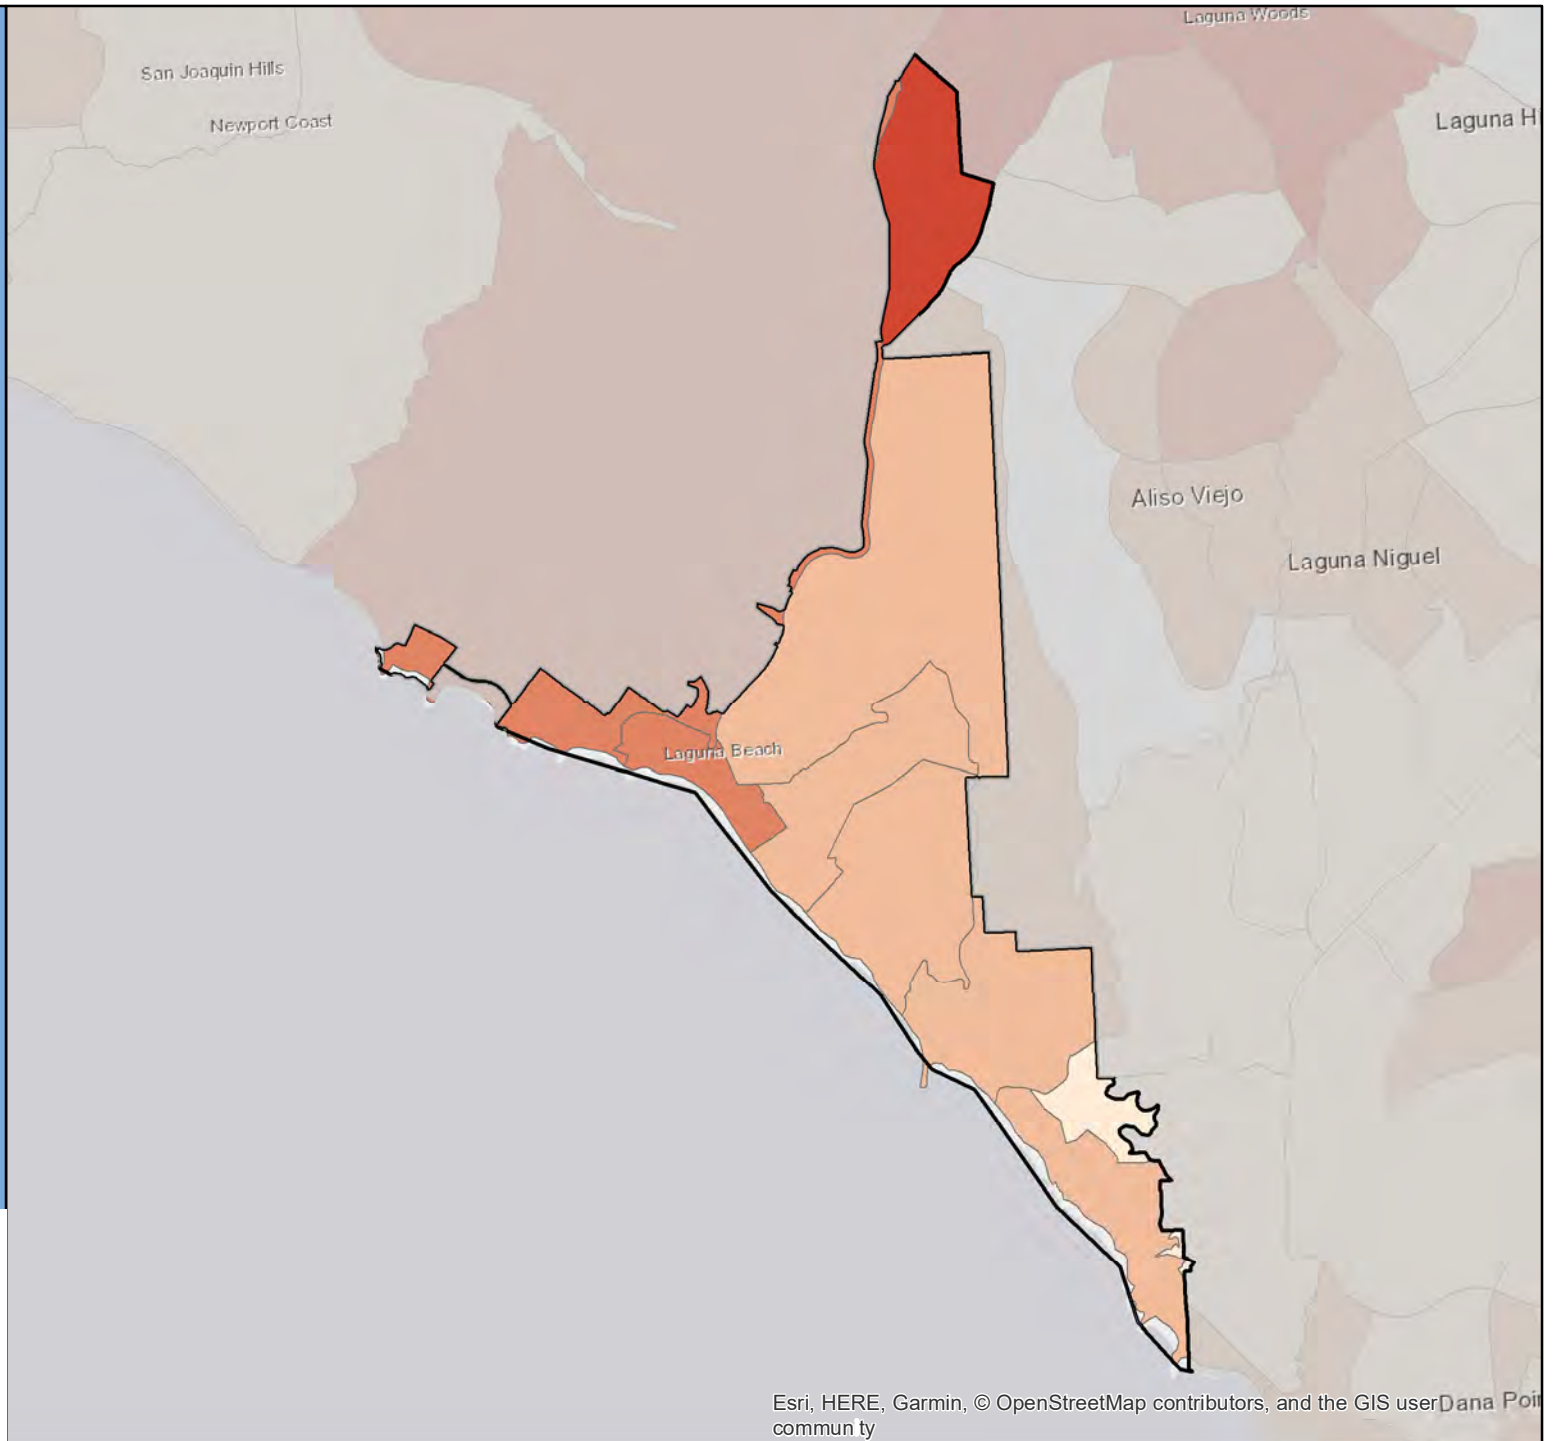 Laguna Woods
San Joaquin Hills
Newport Coast
Laguna H
Aliso Viejo
Laguna Niguel
Laguna Beach
Esri, HERE, Garmin, © OpenStreetMap contributors, and the GIS user
commun ty
Dana Poi